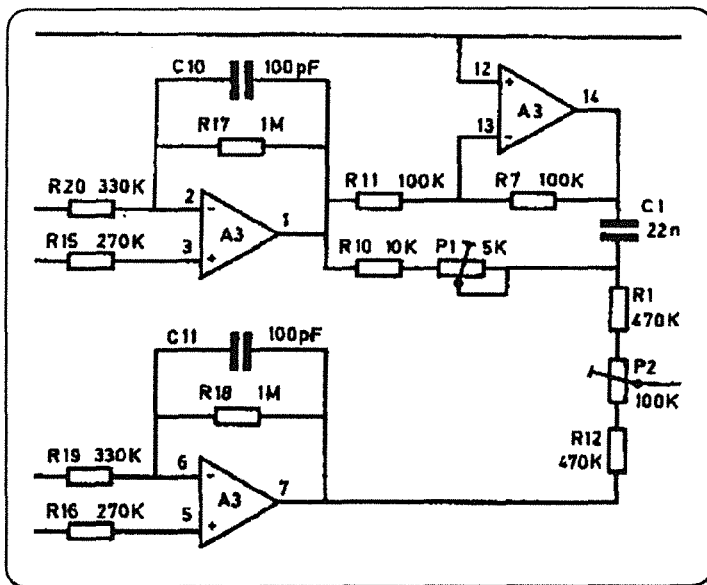 C10 100pF
12 + A3 14
R17 1M
13 -
R20 330K 2 - R11 100K R7 100K C1
A3 1 22n
R15 270K 3 + R10 10K P1 5K
R1
470K
C11 100pF
P2
R18 1M 100K
R19 330K 6 - R12
A3 7 470K
R16 270K 5 +